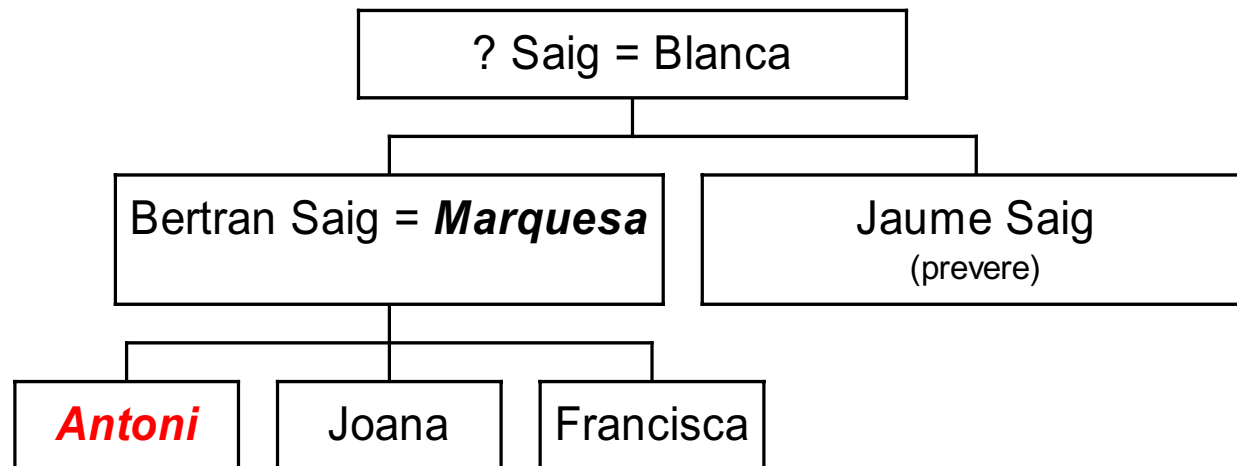 ? Saig = Blanca
Bertran Saig = Marquesa
Jaume Saig
(prevere)
Antoni
Joana
Francisca